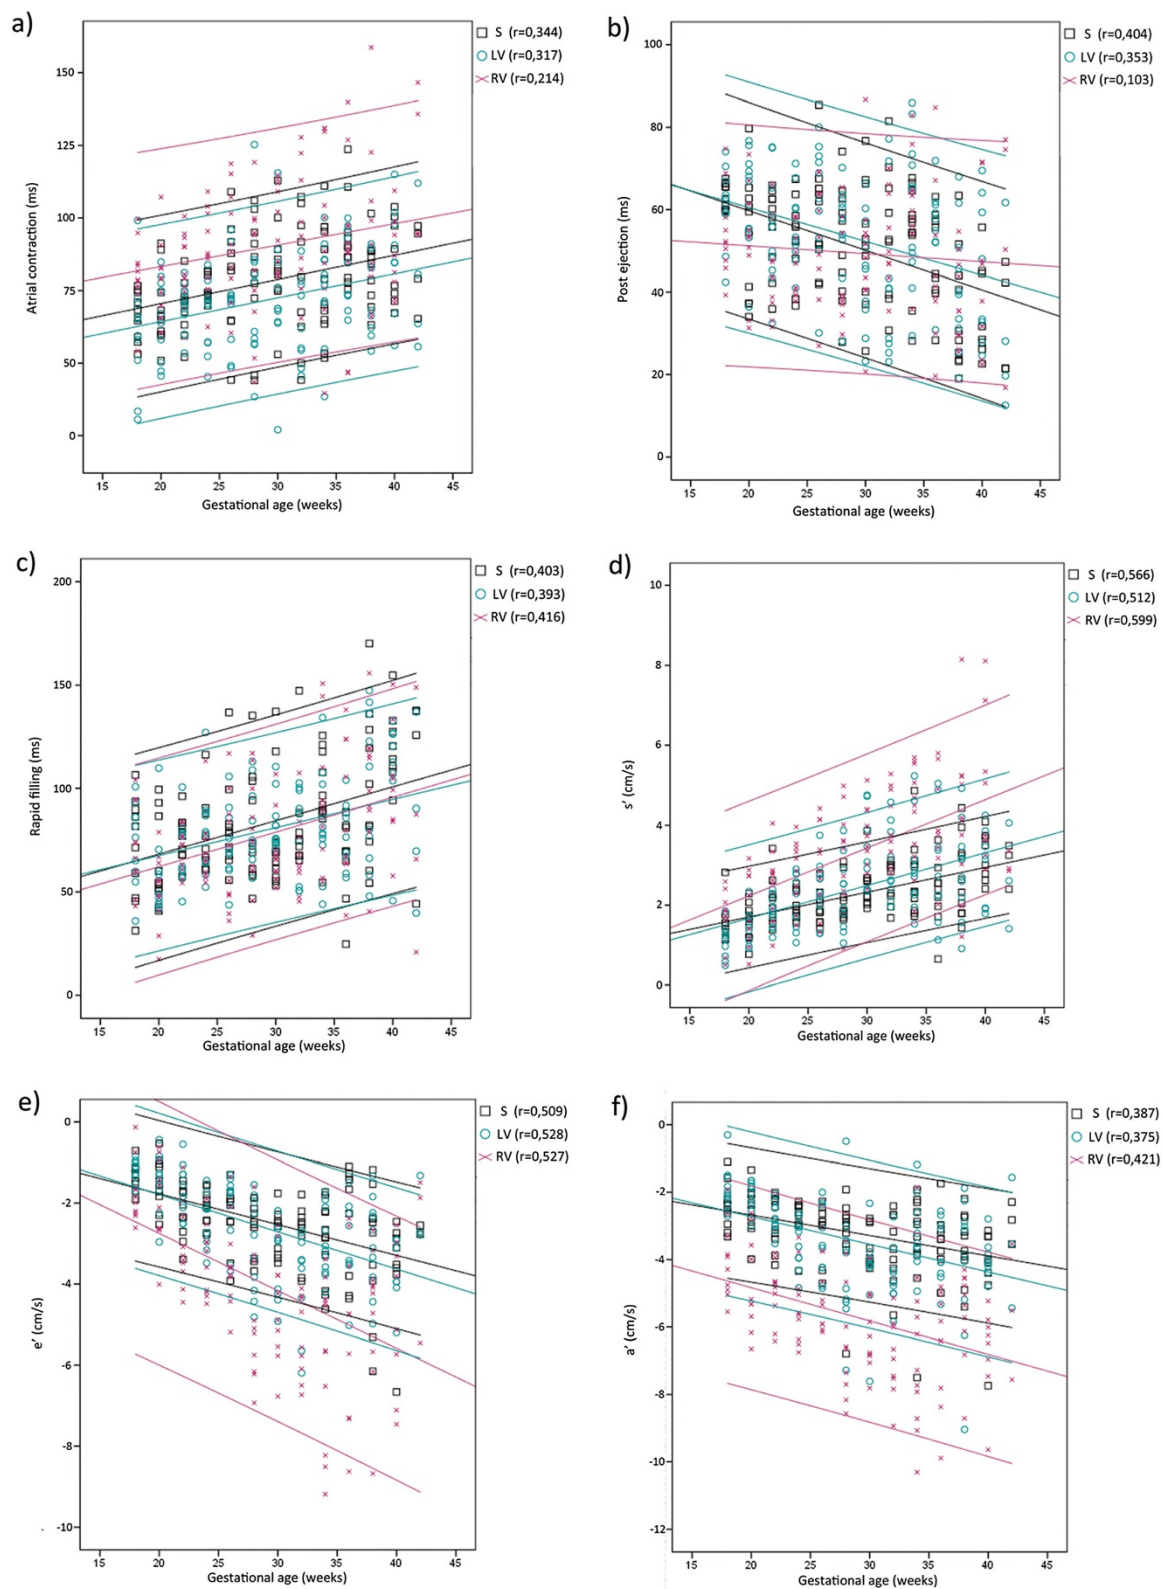 a)
S (r=0,344)
LV (r=0,317)
RV (r=0,214)
150
125
100
75
50
25
0
Atrial contraction (ms)
15 20 25 30 35 40 45
Gestational age (weeks)
b)
S (r=0,404)
LV (r=0,353)
RV (r=0,103)
100
80
60
40
20
0
Post ejection (ms)
15 20 25 30 35 40 45
Gestational age (weeks)
c)
S (r=0,403)
LV (r=0,393)
RV (r=0,416)
200
150
100
50
0
Rapid filling (ms)
15 20 25 30 35 40 45
Gestational age (weeks)
d)
S (r=0,566)
LV (r=0,512)
RV (r=0,599)
10
8
6
4
2
0
s' (cm/s)
15 20 25 30 35 40 45
Gestational age (weeks)
e)
S (r=0,509)
LV (r=0,528)
RV (r=0,527)
0
-2
-4
-6
-8
-10
e' (cm/s)
15 20 25 30 35 40 45
Gestational age (weeks)
f)
S (r=0,387)
LV (r=0,375)
RV (r=0,421)
0
-2
-4
-6
-8
-10
-12
a' (cm/s)
15 20 25 30 35 40 45
Gestational age (weeks)